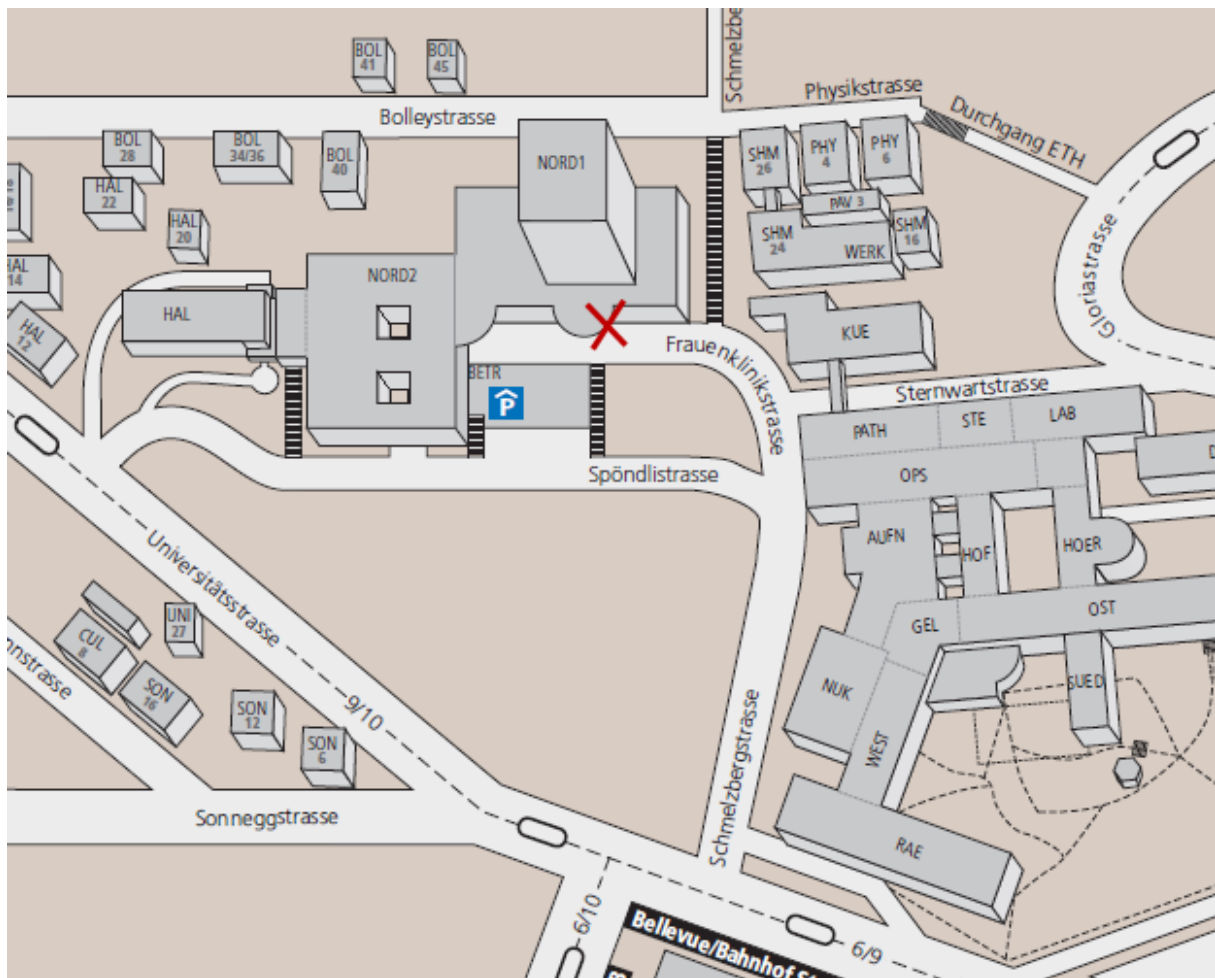 BOL
41
BOL
45
Schmelzbe
Physikstrasse
Bolleystrasse
Durchgang ETH
BOL
28
BOL
34/36
BOL
40
NORD1
SHM
26
PHY
4
PHY
6
HAL
22
PAV 3
HAL
20
SHM
24
SHM
16
WERK
Gloriastrasse
HAL
14
NORD2
HAL
HAL
12
KUE
Frauenklinikstrasse
BETR
P
Sternwartstrasse
PATH
STE
LAB
Spöndlistrasse
OPS
D
AUFN
HOF
HOER
Universitätsstrasse
OST
GEL
UNI
27
CUL
8
nnstrasse
SON
16
NUK
SUED
SON
12
9/10
SON
6
WEST
Schmelzbergstrasse
Sonneggstrasse
RAE
6/10
Bellevue/Bahnhof St
6/9